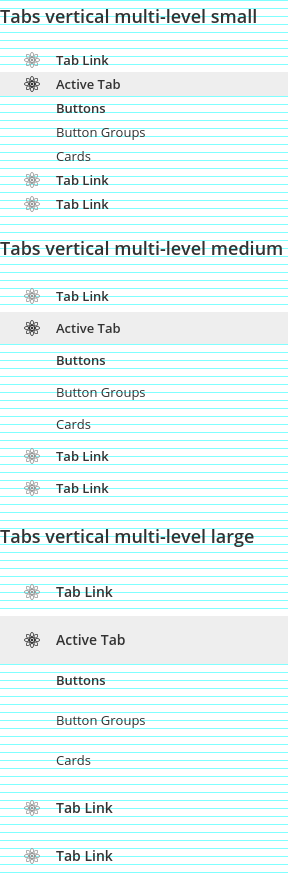 Tabs vertical multi-level small
Tab Link
Active Tab
Buttons
Button Groups
Cards
Tab Link
Tab Link
Tabs vertical multi-level medium
Tab Link
Active Tab
Buttons
Button Groups
Cards
Tab Link
Tab Link
Tabs vertical multi-level large
Tab Link
Active Tab
Buttons
Button Groups
Cards
Tab Link
Tab Link